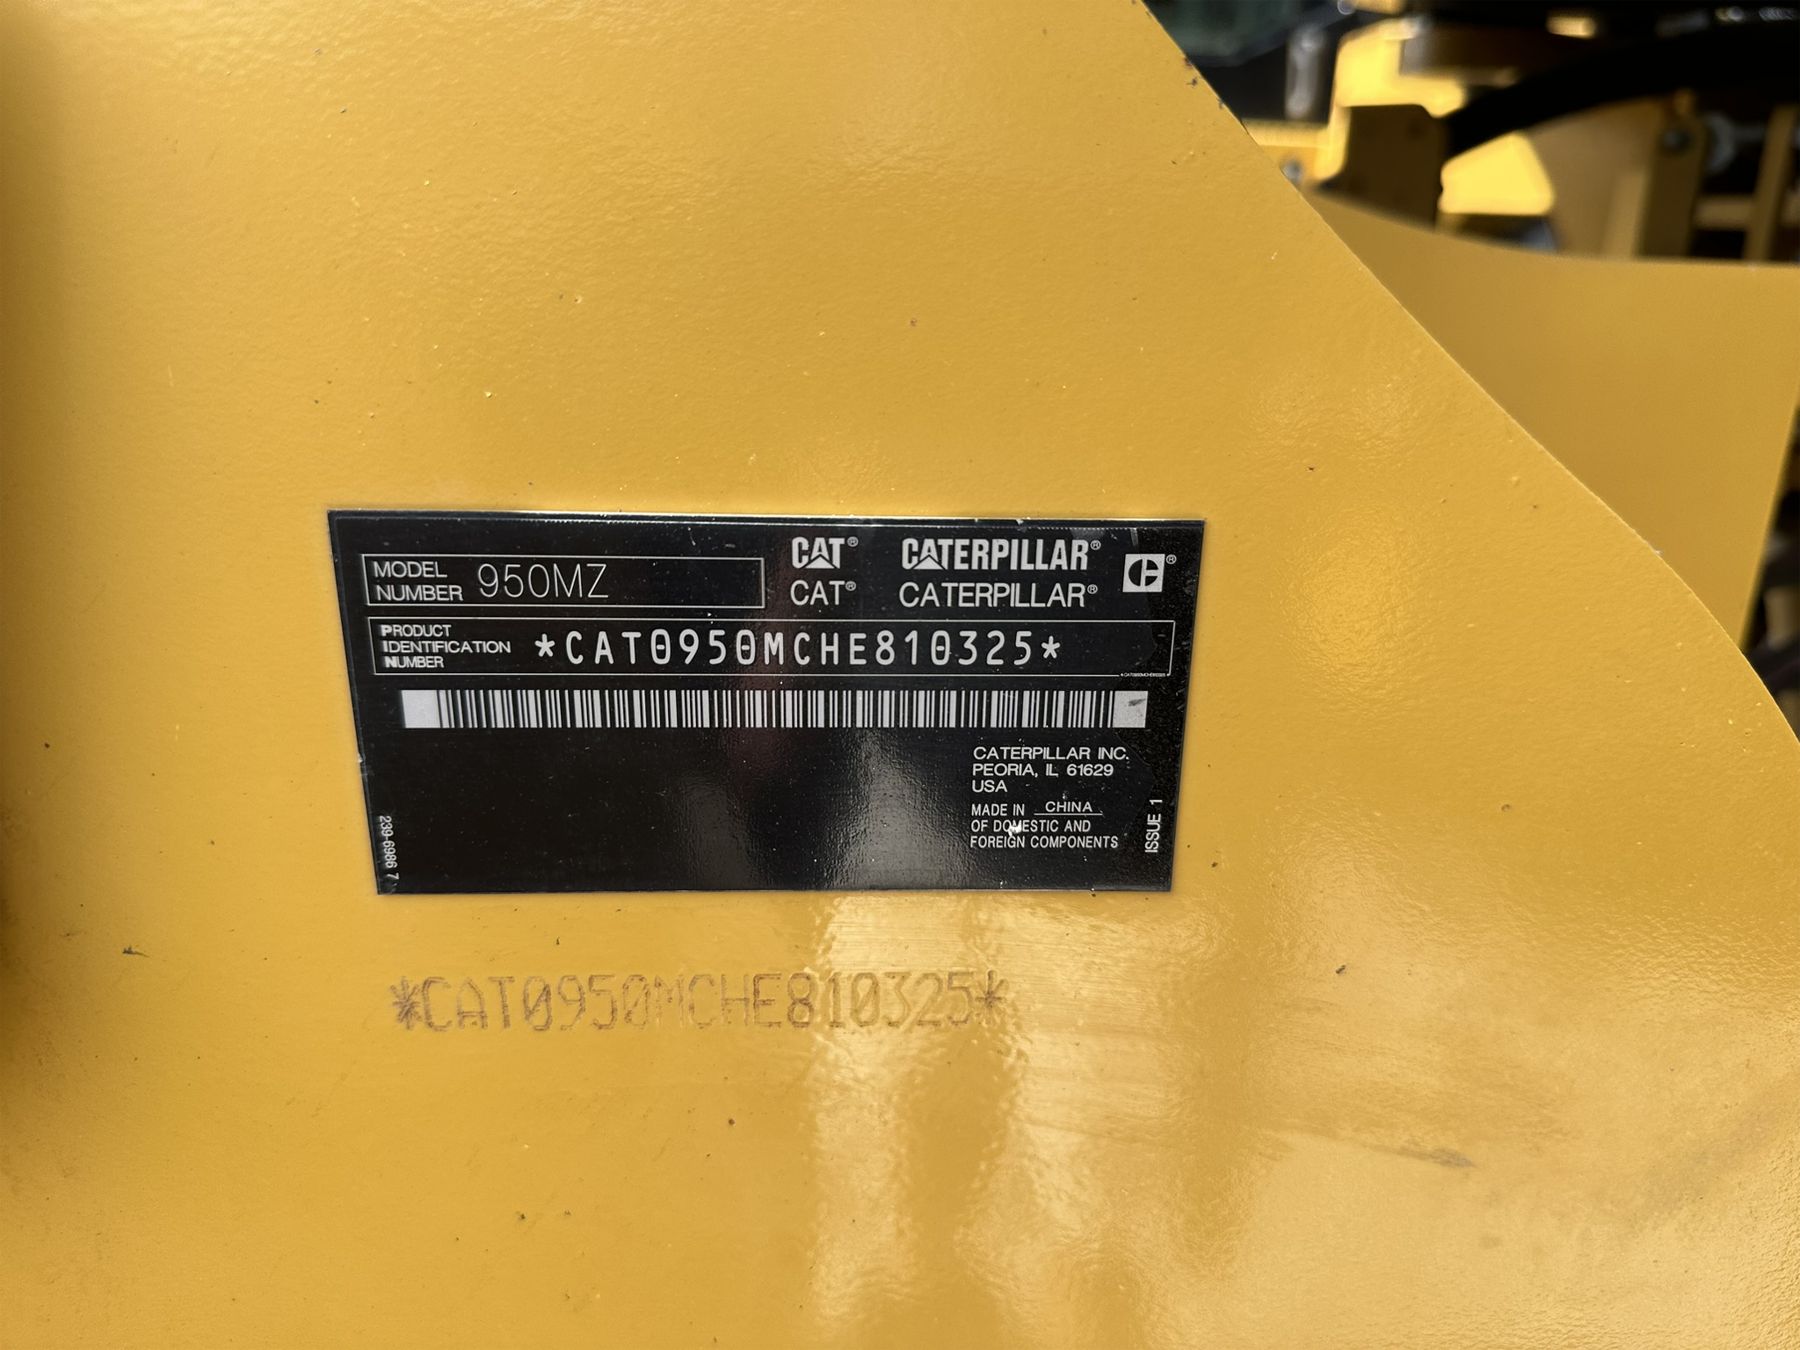 MODEL NUMBER 950MZ
CAT® CATERPILLAR®
CAT® CATERPILLAR®
C®
PRODUCT
IDENTIFICATION
NUMBER
*CAT0950MCHE810325*
CATERPILLAR INC.
PEORIA, IL 61629
USA
MADE IN CHINA
OF DOMESTIC AND
FOREIGN COMPONENTS
ISSUE 1
239-6986 7
*CAT0950MCHE810325*